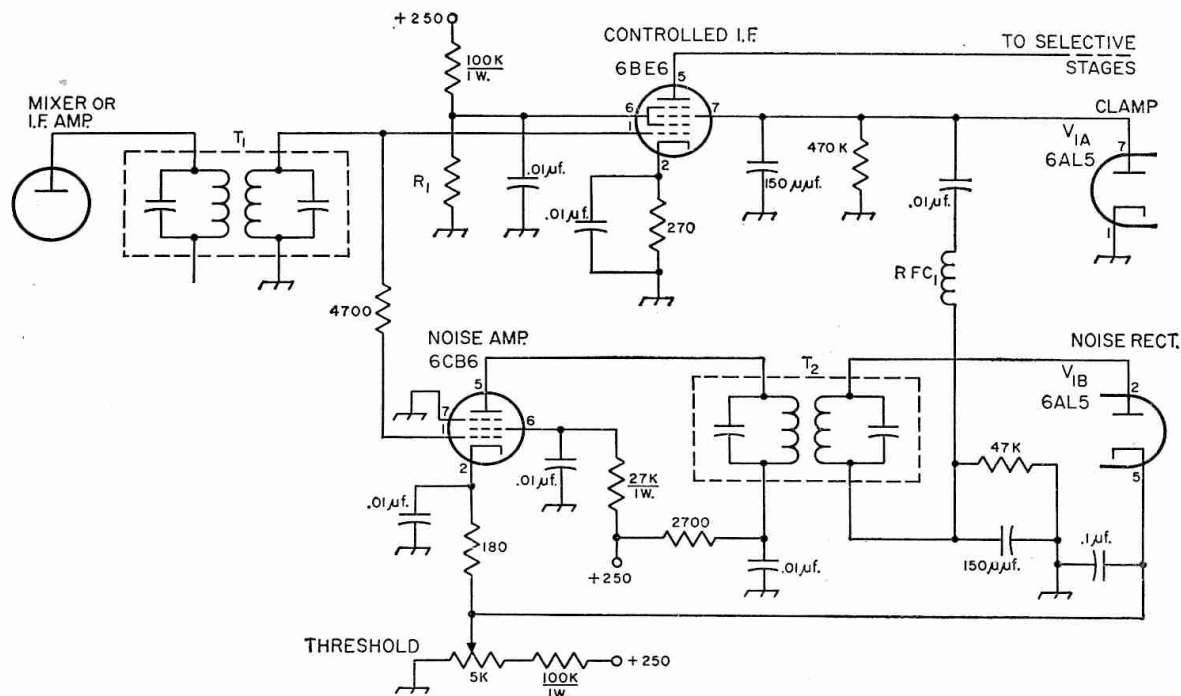 +250
100K
1W.
CONTROLLED I.F.
6BE6
5
6
7
1
2
TO SELECTIVE
STAGES
MIXER OR
I.F. AMP.
T1
R1
.01µf.
.01µf.
270
150µµf.
470K
.01µf.
CLAMP
V1A
6AL5
7
1
RFC1
4700
NOISE AMP.
6CB6
5
7
1
6
2
.01µf.
.01µf.
180
27K
1W.
2700
+250
.01µf.
T2
NOISE RECT.
V1B
6AL5
2
5
47K
150µµf.
.1µf.
THRESHOLD
5K
100K
1W.
+250